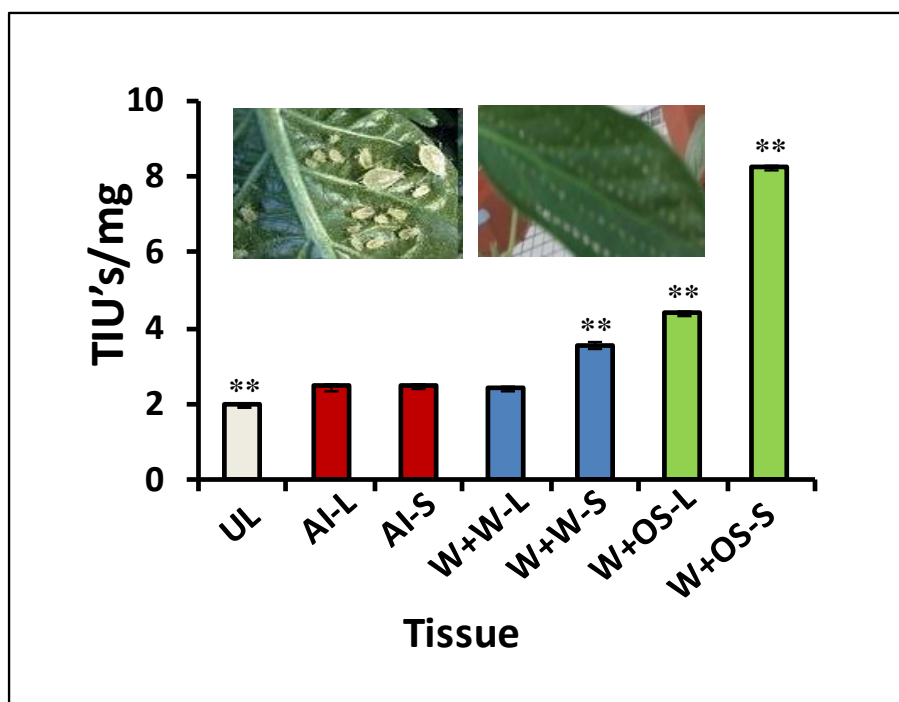 10
8
6
4
2
0
TIU's/mg
**
**
**
**
UL
AI-L
AI-S
W+W-L
W+W-S
W+OS-L
W+OS-S
Tissue